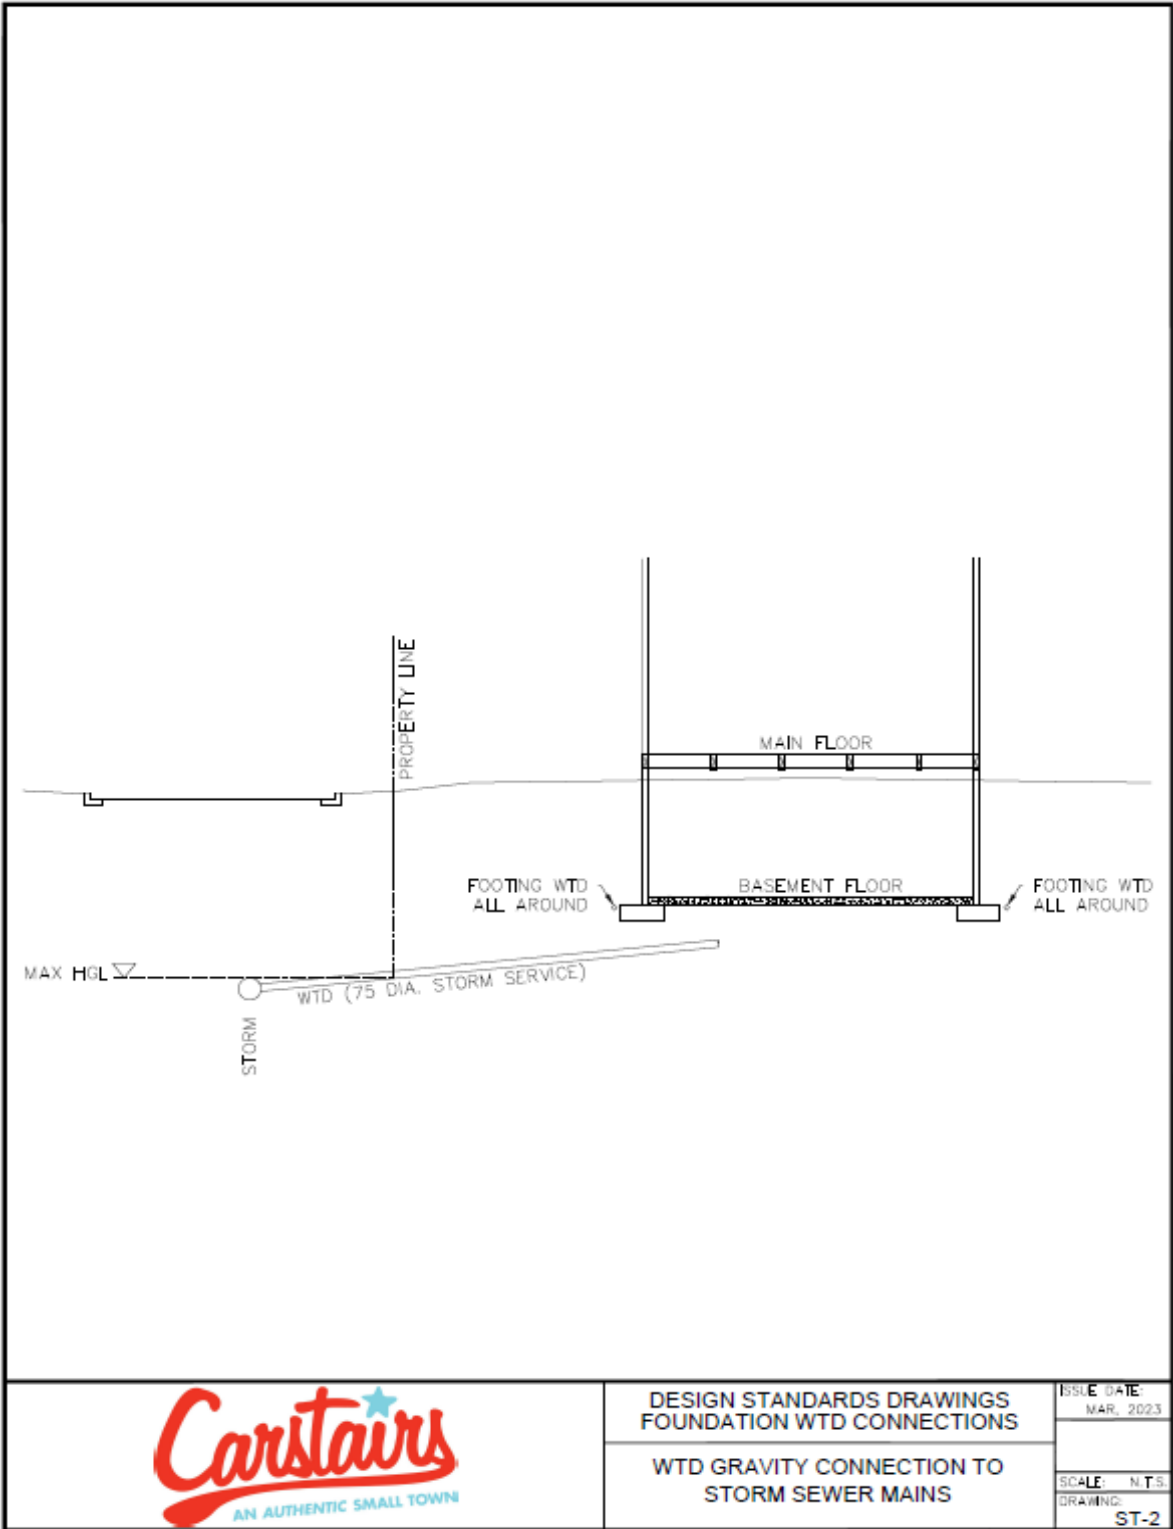 PROPERTY LINE
MAIN FLOOR
FOOTING WTD
ALL AROUND
BASEMENT FLOOR
FOOTING WTD
ALL AROUND
MAX HGL
WTD (75 DIA. STORM SERVICE)
STORM
Carstairs
AN AUTHENTIC SMALL TOWN
DESIGN STANDARDS DRAWINGS
FOUNDATION WTD CONNECTIONS
WTD GRAVITY CONNECTION TO
STORM SEWER MAINS
ISSUE DATE:
MAR, 2023
SCALE: N.T.S.
DRAWING:
ST-2